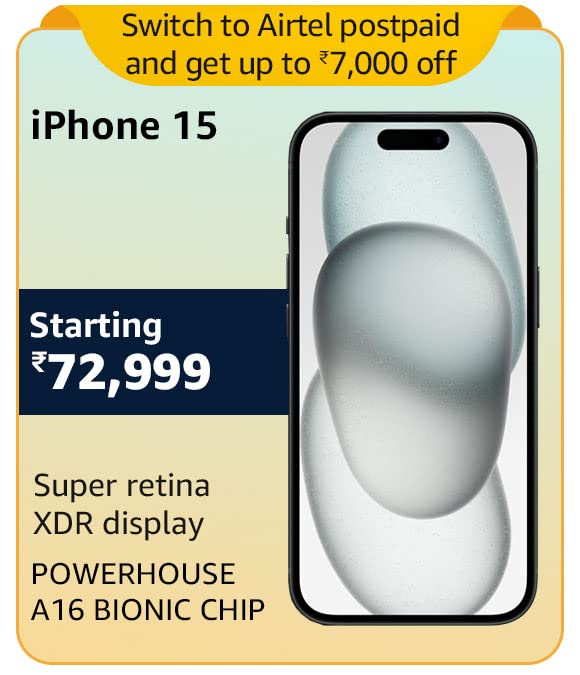 Switch to Airtel postpaid
and get up to ₹7,000 off
iPhone 15
Starting
₹72,999
Super retina
XDR display
POWERHOUSE
A16 BIONIC CHIP